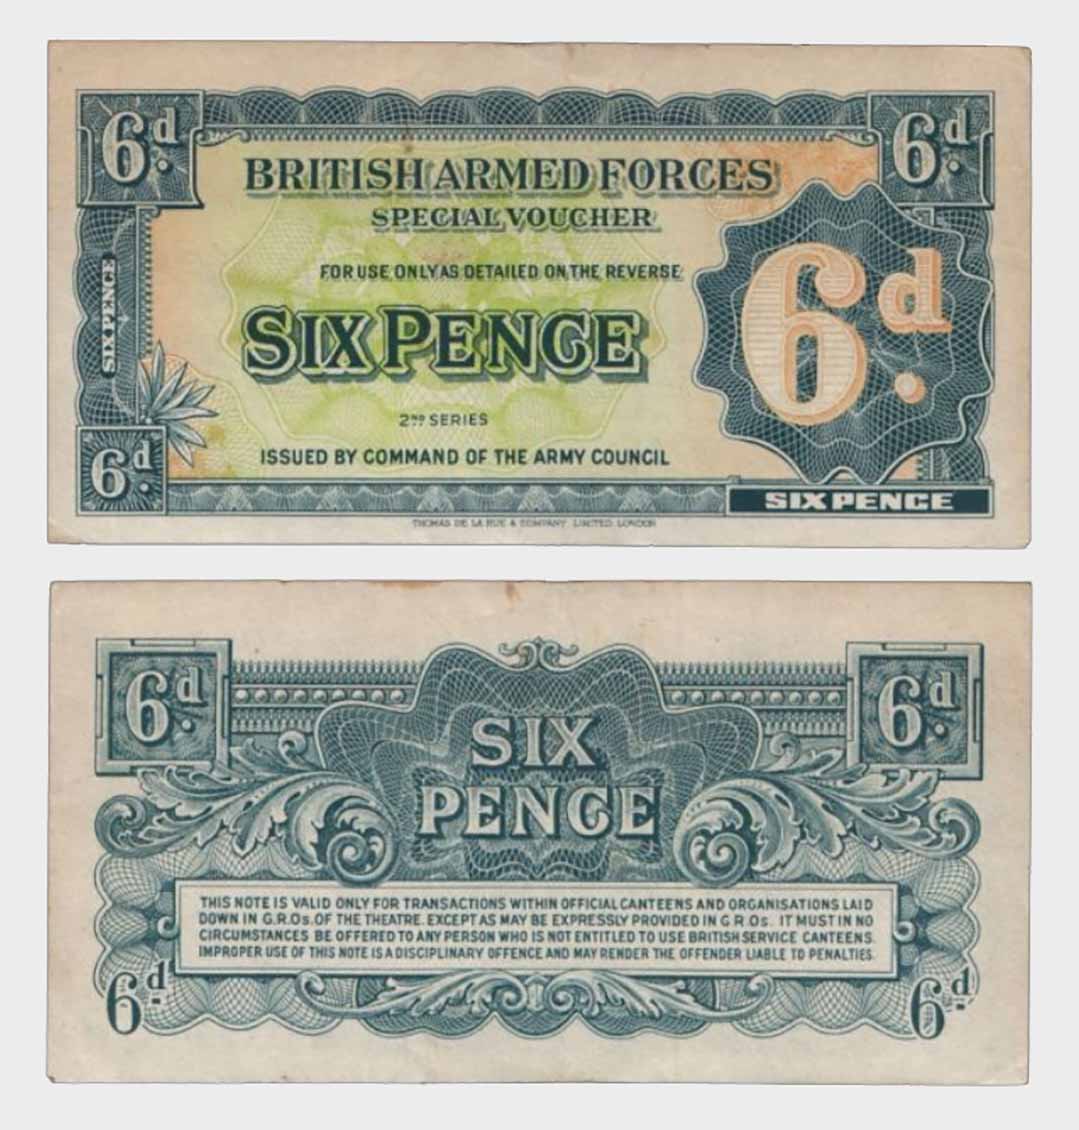 6d.
6d.
BRITISH ARMED FORCES
SPECIAL VOUCHER
FOR USE ONLY AS DETAILED ON THE REVERSE
SIX PENCE
6d.
SIX PENCE
2ND SERIES
6d.
ISSUED BY COMMAND OF THE ARMY COUNCIL
SIXPENCE
THOMAS DE LA RUE & COMPANY, LIMITED, LONDON
6d.
6d.
SIX
PENCE
THIS NOTE IS VALID ONLY FOR TRANSACTIONS WITHIN OFFICIAL CANTEENS AND ORGANISATIONS LAID
DOWN IN G.R.Os. OF THE THEATRE. EXCEPT AS MAY BE EXPRESSLY PROVIDED IN G R Os. IT MUST IN NO
CIRCUMSTANCES BE OFFERED TO ANY PERSON WHO IS NOT ENTITLED TO USE BRITISH SERVICE CANTEENS.
IMPROPER USE OF THIS NOTE IS A DISCIPLINARY OFFENCE AND MAY RENDER THE OFFENDER LIABLE TO PENALTIES.
6d.
6d.